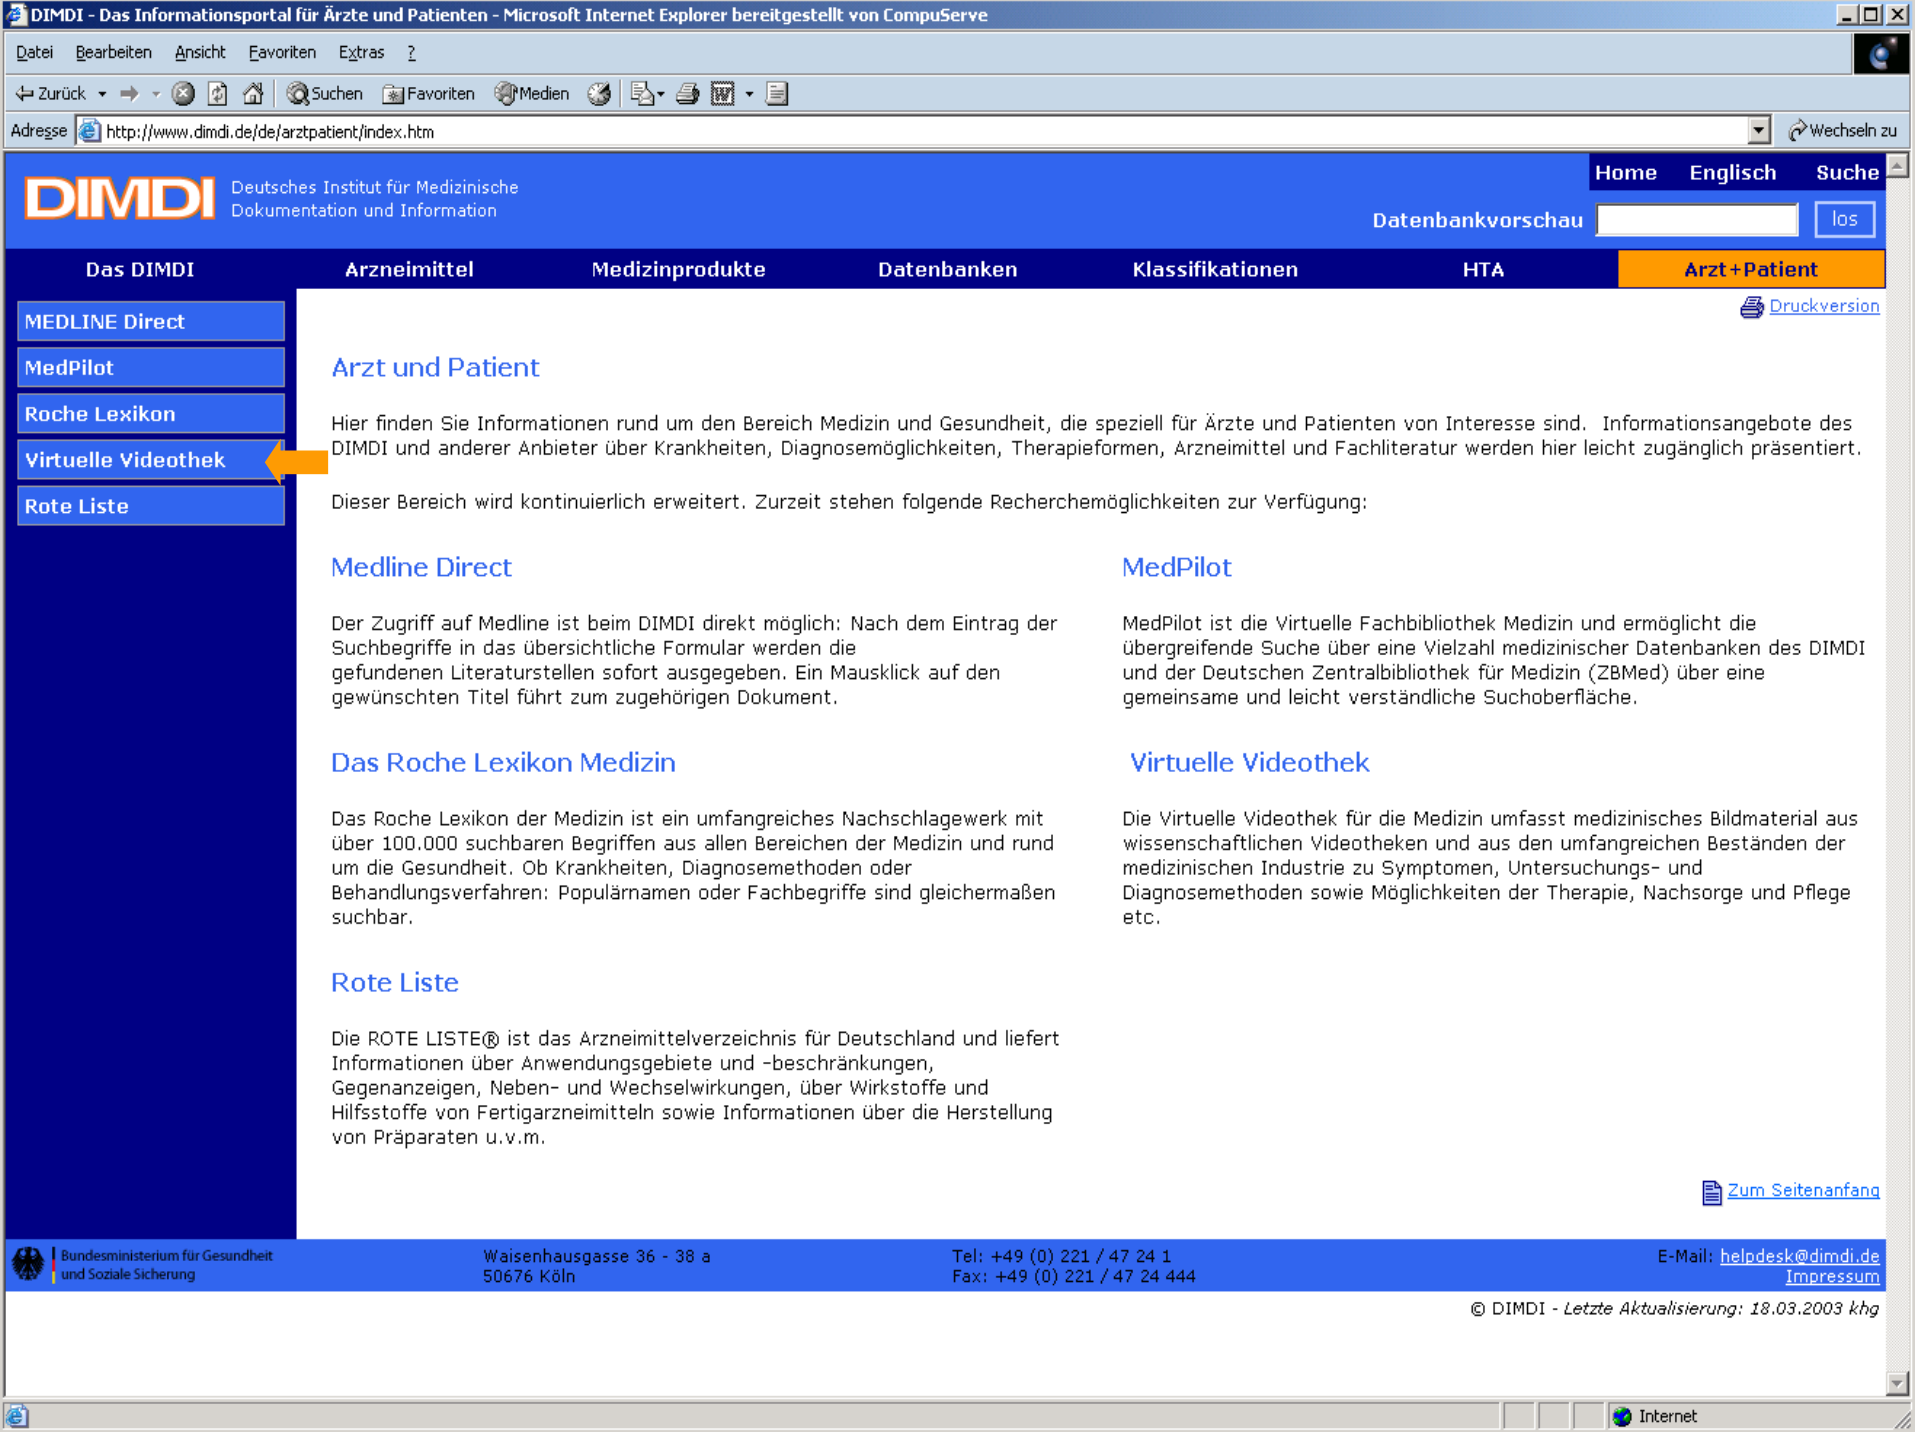 DIMDI - Das Informationsportal für Ärzte und Patienten - Microsoft Internet Explorer bereitgestellt von CompuServe
Datei Bearbeiten Ansicht Favoriten Extras ?
Zurück Suchen Favoriten Medien
Adresse http://www.dimdi.de/de/arztpatient/index.htm Wechseln zu
Home Englisch Suche
DIMDI Deutsches Institut für Medizinische
Dokumentation und Information
Datenbankvorschau los
Das DIMDI Arzneimittel Medizinprodukte Datenbanken Klassifikationen HTA Arzt+Patient
MEDLINE Direct
MedPilot
Roche Lexikon
Virtuelle Videothek
Rote Liste
Druckversion
Arzt und Patient
Hier finden Sie Informationen rund um den Bereich Medizin und Gesundheit, die speziell für Ärzte und Patienten von Interesse sind. Informationsangebote des
DIMDI und anderer Anbieter über Krankheiten, Diagnosemöglichkeiten, Therapieformen, Arzneimittel und Fachliteratur werden hier leicht zugänglich präsentiert.
Dieser Bereich wird kontinuierlich erweitert. Zurzeit stehen folgende Recherchemöglichkeiten zur Verfügung:
Medline Direct
Der Zugriff auf Medline ist beim DIMDI direkt möglich: Nach dem Eintrag der
Suchbegriffe in das übersichtliche Formular werden die
gefundenen Literaturstellen sofort ausgegeben. Ein Mausklick auf den
gewünschten Titel führt zum zugehörigen Dokument.
MedPilot
MedPilot ist die Virtuelle Fachbibliothek Medizin und ermöglicht die
übergreifende Suche über eine Vielzahl medizinischer Datenbanken des DIMDI
und der Deutschen Zentralbibliothek für Medizin (ZBMed) über eine
gemeinsame und leicht verständliche Suchoberfläche.
Das Roche Lexikon Medizin
Das Roche Lexikon der Medizin ist ein umfangreiches Nachschlagewerk mit
über 100.000 suchbaren Begriffen aus allen Bereichen der Medizin und rund
um die Gesundheit. Ob Krankheiten, Diagnosemethoden oder
Behandlungsverfahren: Populärnamen oder Fachbegriffe sind gleichermaßen
suchbar.
Virtuelle Videothek
Die Virtuelle Videothek für die Medizin umfasst medizinisches Bildmaterial aus
wissenschaftlichen Videotheken und aus den umfangreichen Beständen der
medizinischen Industrie zu Symptomen, Untersuchungs- und
Diagnosemethoden sowie Möglichkeiten der Therapie, Nachsorge und Pflege
etc.
Rote Liste
Die ROTE LISTE® ist das Arzneimittelverzeichnis für Deutschland und liefert
Informationen über Anwendungsgebiete und -beschränkungen,
Gegenanzeigen, Neben- und Wechselwirkungen, über Wirkstoffe und
Hilfsstoffe von Fertigarzneimitteln sowie Informationen über die Herstellung
von Präparaten u.v.m.
Zum Seitenanfang
Bundesministerium für Gesundheit
und Soziale Sicherung
Waisenhausgasse 36 - 38 a
50676 Köln
Tel: +49 (0) 221 / 47 24 1
Fax: +49 (0) 221 / 47 24 444
E-Mail: helpdesk@dimdi.de
Impressum
© DIMDI - Letzte Aktualisierung: 18.03.2003 khg
Internet